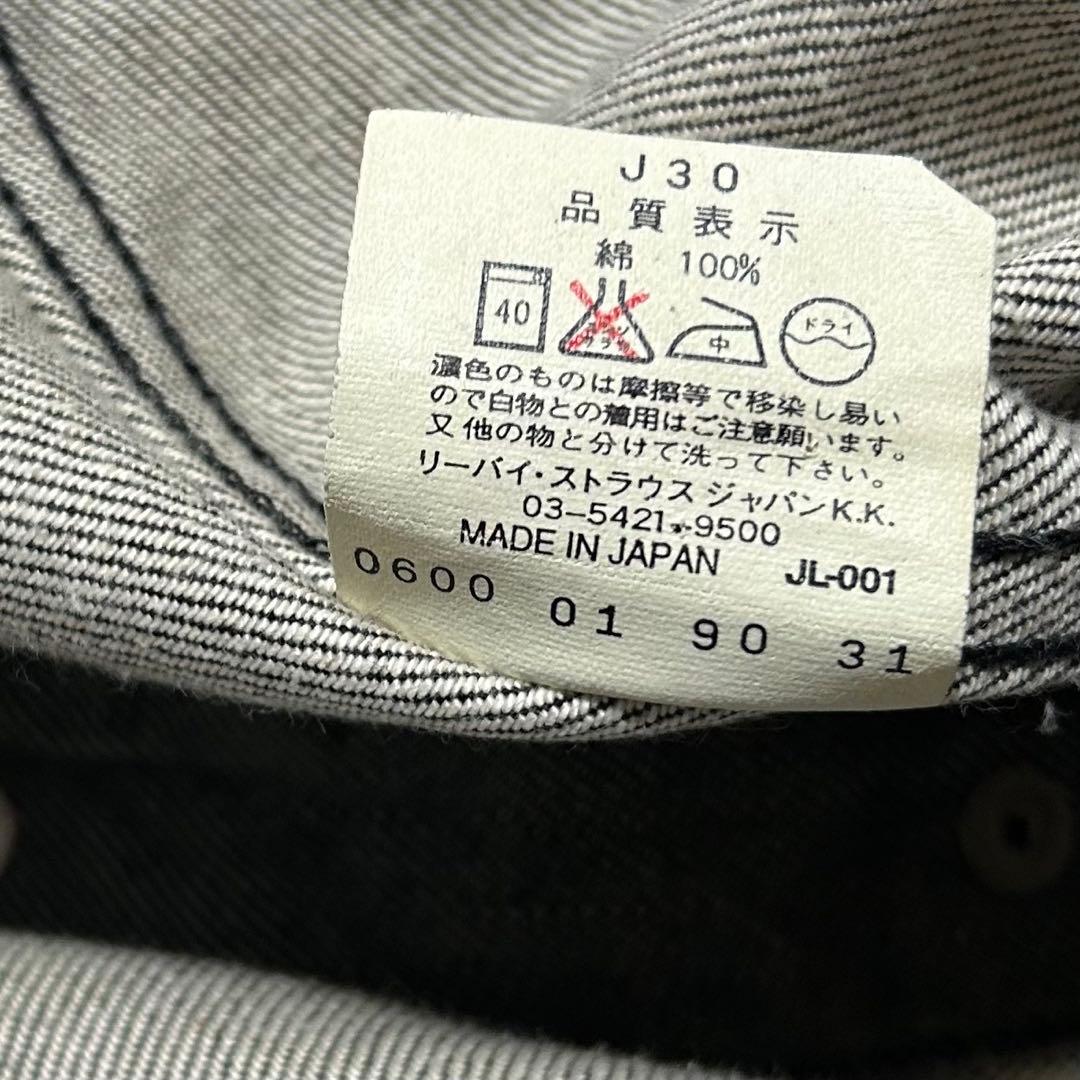 J30
品質表示
綿 100%
40 中 ドライ
濃色のものは摩擦等で移染し易い
ので白物との着用はご注意願います。
又他の物と分けて洗って下さい。
リーバイ・ストラウス ジャパンK.K.
03-5421-9500
MADE IN JAPAN JL-001
0600 01 90 31